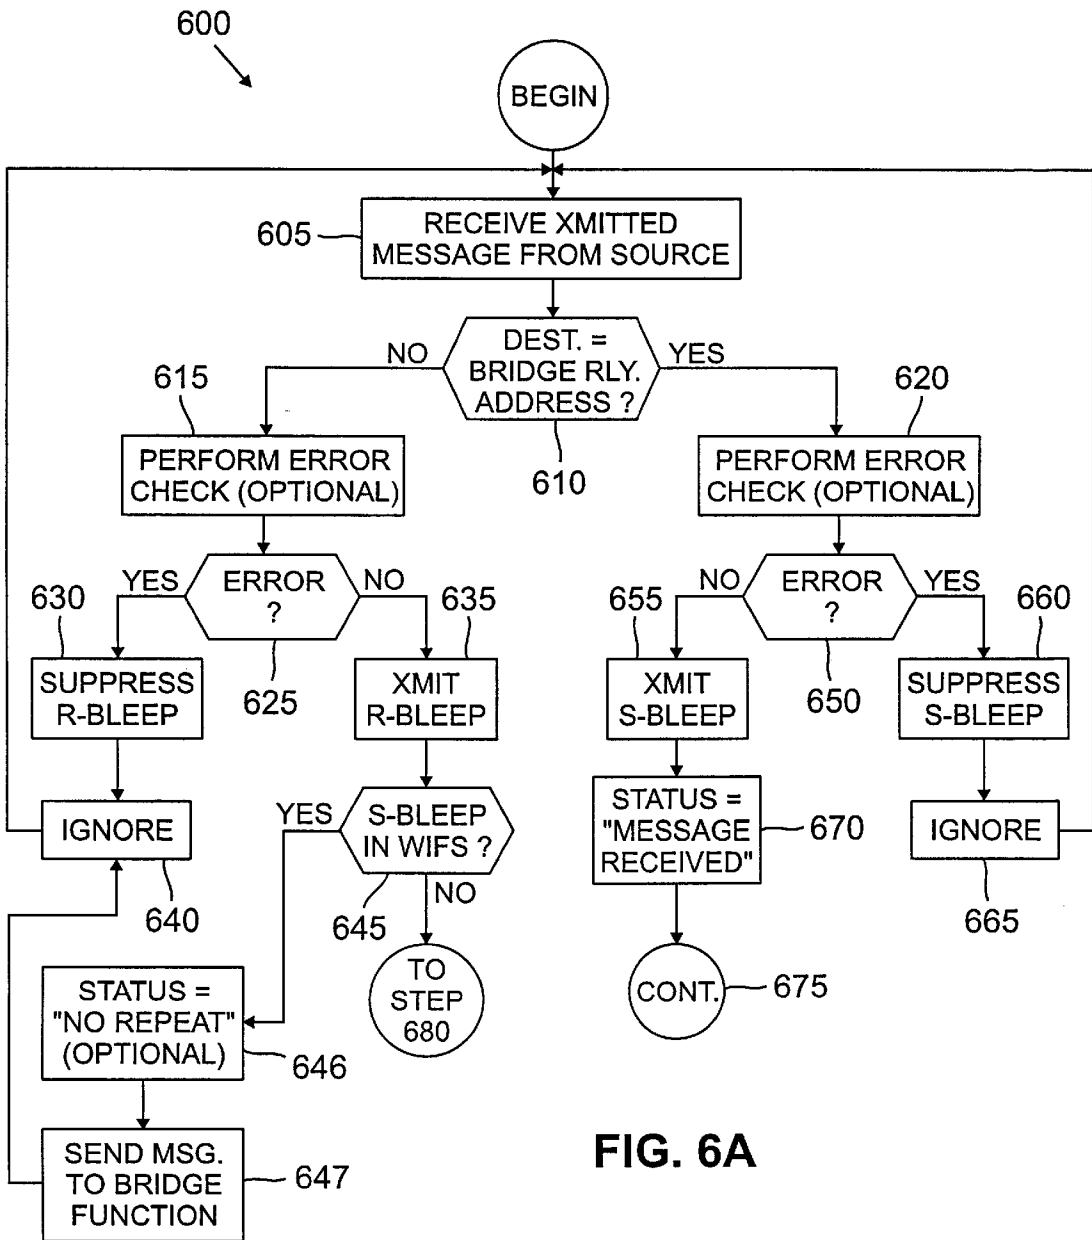 600
BEGIN
605
RECEIVE XMITTED
MESSAGE FROM SOURCE
DEST. =
BRIDGE RLY.
ADDRESS ?
NO
YES
610
615
PERFORM ERROR
CHECK (OPTIONAL)
620
PERFORM ERROR
CHECK (OPTIONAL)
YES
ERROR
?
NO
625
NO
ERROR
?
YES
650
630
SUPPRESS
R-BLEEP
635
XMIT
R-BLEEP
655
XMIT
S-BLEEP
660
SUPPRESS
S-BLEEP
IGNORE
640
YES
S-BLEEP
IN WIFS ?
NO
645
STATUS =
"MESSAGE
RECEIVED"
670
IGNORE
665
TO
STEP
680
CONT.
675
STATUS =
"NO REPEAT"
(OPTIONAL)
646
SEND MSG.
TO BRIDGE
FUNCTION
647
FIG. 6A